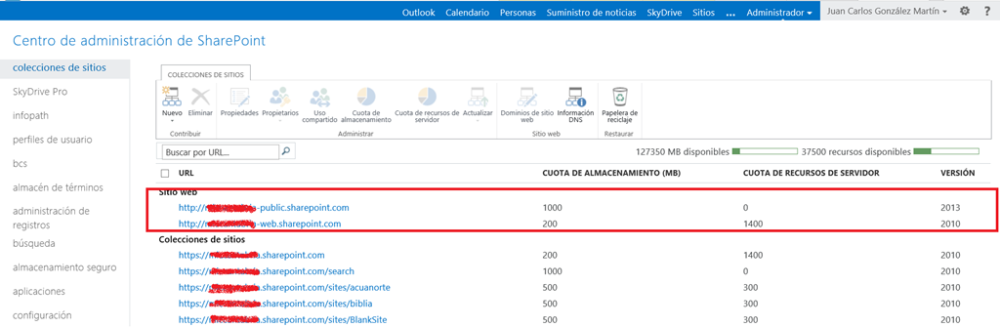 Outlook Calendario Personas Suministro de noticias SkyDrive Sitios ... Administrador Juan Carlos González Martín ?
Centro de administración de SharePoint
colecciones de sitios
SkyDrive Pro
infopath
perfiles de usuario
bcs
almacén de términos
administración de
registros
búsqueda
almacenamiento seguro
aplicaciones
configuración
COLECCIONES DE SITIOS
Nuevo Eliminar Propiedades Propietarios Uso compartido Cuota de almacenamiento Cuota de recursos de servidor Actualizar Dominios de sitio web Información DNS Papelera de reciclaje
Contribuir Administrar Sitio web Restaurar
Buscar por URL... 127350 MB disponibles 37500 recursos disponibles
URL CUOTA DE ALMACENAMIENTO (MB) CUOTA DE RECURSOS DE SERVIDOR VERSIÓN
Sitio web
http:// -public.sharepoint.com 1000 0 2013
http:// -web.sharepoint.com 200 1400 2010
Colecciones de sitios
https:// .sharepoint.com 200 1400 2010
https:// .sharepoint.com/search 1000 0 2010
https:// .sharepoint.com/sites/acuanorte 500 300 2010
https:// .sharepoint.com/sites/biblia 500 300 2010
https:// .sharepoint.com/sites/BlankSite 500 300 2010